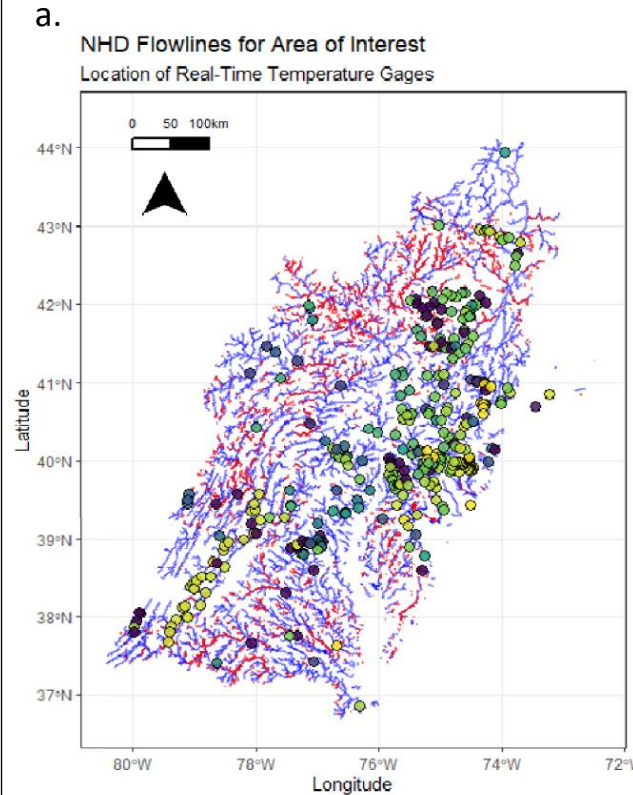 a.
NHD Flowlines for Area of Interest
Location of Real-Time Temperature Gages
0 50 100km
44°N
43°N
42°N
41°N
40°N
39°N
38°N
37°N
Latitude
80°W 78°W 76°W 74°W 72°W
Longitude